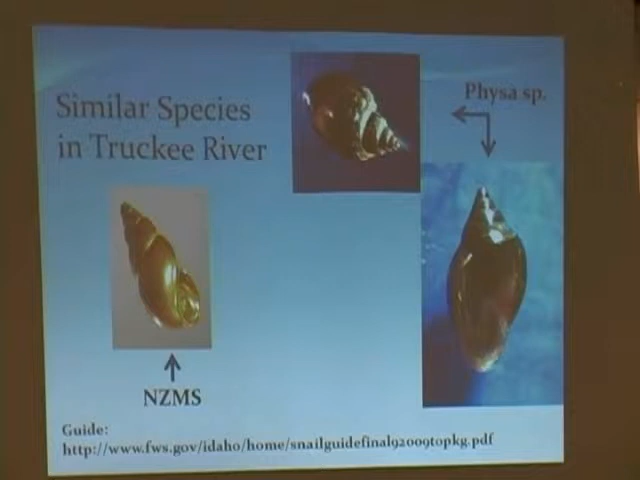 Similar Species
in Truckee River
Physa sp.
NZMS
Guide:
http://www.fws.gov/idaho/home/snailguidefinal92009topkg.pdf